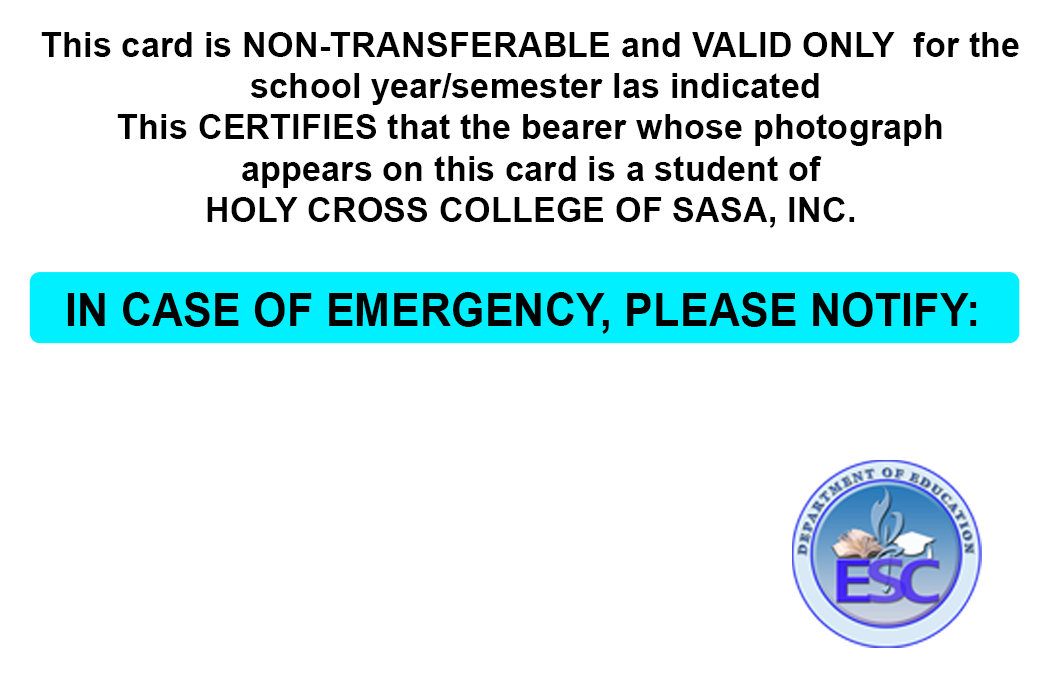 This card is NON-TRANSFERABLE and VALID ONLY  for the
school year/semester las indicated
This CERTIFIES that the bearer whose photograph
appears on this card is a student of
HOLY CROSS COLLEGE OF SASA, INC.
IN CASE OF EMERGENCY, PLEASE NOTIFY:
DEPARTMENT OF EDUCATION
ESC